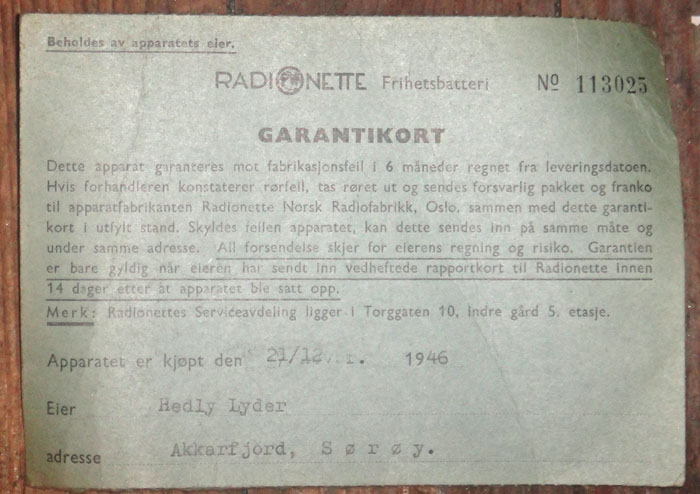 Beholdes av apparatets eier.
RADIONETTE Frihetsbatteri No 113025
GARANTIKORT
Dette apparat garanteres mot fabrikasjonsfeil i 6 måneder regnet fra leveringsdatoen.
Hvis forhandleren konstaterer rørfeil, tas røret ut og sendes forsvarlig pakket og franko
til apparatfabrikanten Radionette Norsk Radiofabrikk, Oslo, sammen med dette garanti-
kort i utfylt stand. Skyldes feilen apparatet, kan dette sendes inn på samme måte og
under samme adresse. All forsendelse skjer for eierens regning og risiko. Garantien
er bare gyldig når eieren har sendt inn vedheftede rapportkort til Radionette innen
14 dager etter at apparatet ble satt opp.
Merk: Radionettes Serviceavdeling ligger i Torggaten 10, indre gård 5. etasje.
Apparatet er kjøpt den 21/12. 1946
Eier Hedly Lyder
adresse Akkarfjord, Sørøy.